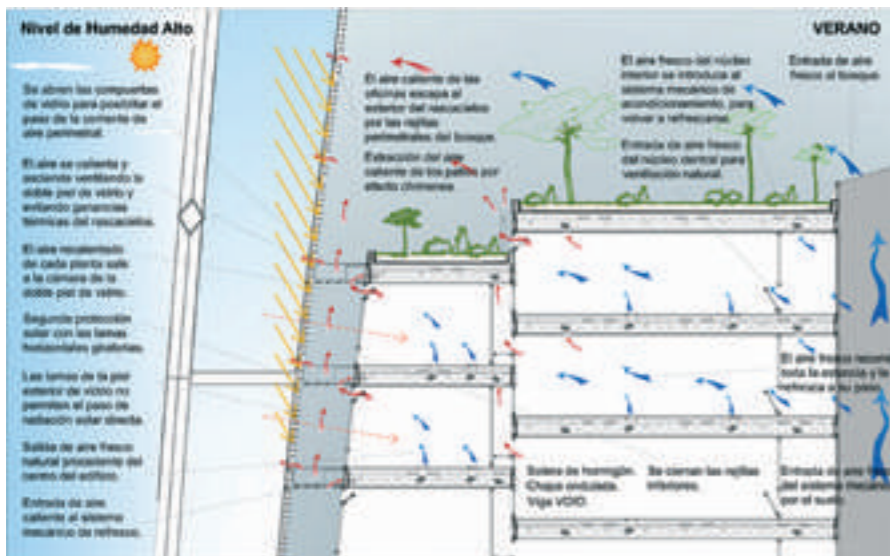 Nivel de Humedad Alto
VERANO
Se abren las compuertas
de vidrio para posibilitar el
paso de la corriente de
aire perimetral.
El aire se calienta y
asciende ventilando la
doble piel de vidrio y
evitando ganancias
térmicas del rascacielos.
El aire recalentado
de cada planta sale
a la cámara de la
doble piel de vidrio.
Segunda protección
solar con las lamas
horizontales giratorias.
Las lamas de la piel
exterior de vidrio no
permiten el paso de
radiación solar directa.
Salida de aire fresco
natural procedente del
centro del edificio.
Entrada de aire
caliente al sistema
mecánico de refresco.
El aire caliente de las
oficinas escapa al
exterior del rascacielos
por las rejillas
perimetrales del bosque.
Extracción del aire
caliente de los patios por
efecto chimenea.
El aire fresco del núcleo
interior se introduce al
sistema mecánico de
acondicionamiento, para
volver a refrescarse.
Entrada de aire fresco
del núcleo central para
ventilación natural.
Entrada de aire
fresco al bosque.
El aire fresco recorre
toda la estancia y la
refresca a su paso.
Solera de hormigón.
Chapa ondulada.
Viga VOID.
Se cierran las rejillas
interiores.
Entrada de aire fresco
del sistema mecánico
por el suelo.